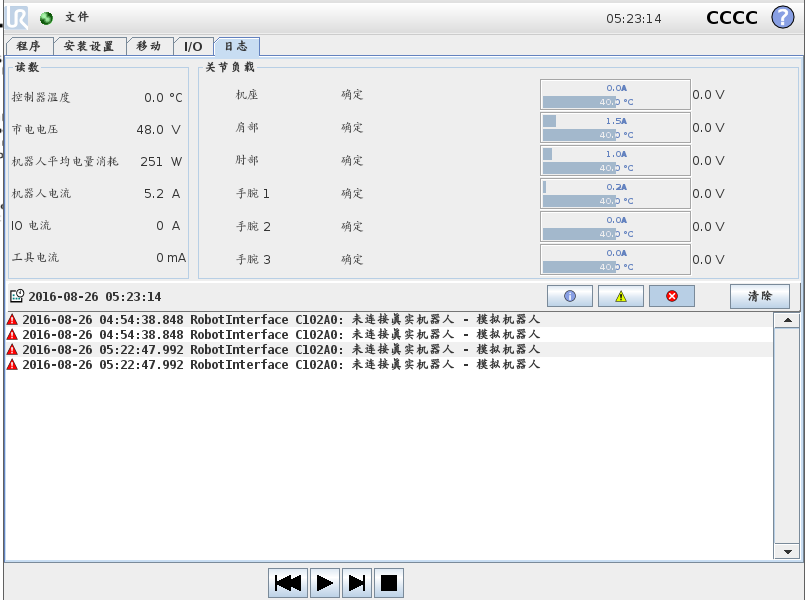 UR 文件 05:23:14 CCCC ?
程序 安装设置 移动 I/O 日志
读数 关节负载
控制器温度 0.0 °C
市电电压 48.0 V
机器人平均电量消耗 251 W
机器人电流 5.2 A
IO 电流 0 A
工具电流 0 mA
机座 确定 0.0A 40.0 °C 0.0 V
肩部 确定 1.5A 40.0 °C 0.0 V
肘部 确定 1.0A 40.0 °C 0.0 V
手腕 1 确定 0.2A 40.0 °C 0.0 V
手腕 2 确定 0.0A 40.0 °C 0.0 V
手腕 3 确定 0.0A 40.0 °C 0.0 V
2016-08-26 05:23:14 清除
2016-08-26 04:54:38.848 RobotInterface C102A0: 未连接真实机器人 - 模拟机器人
2016-08-26 04:54:38.848 RobotInterface C102A0: 未连接真实机器人 - 模拟机器人
2016-08-26 05:22:47.992 RobotInterface C102A0: 未连接真实机器人 - 模拟机器人
2016-08-26 05:22:47.992 RobotInterface C102A0: 未连接真实机器人 - 模拟机器人